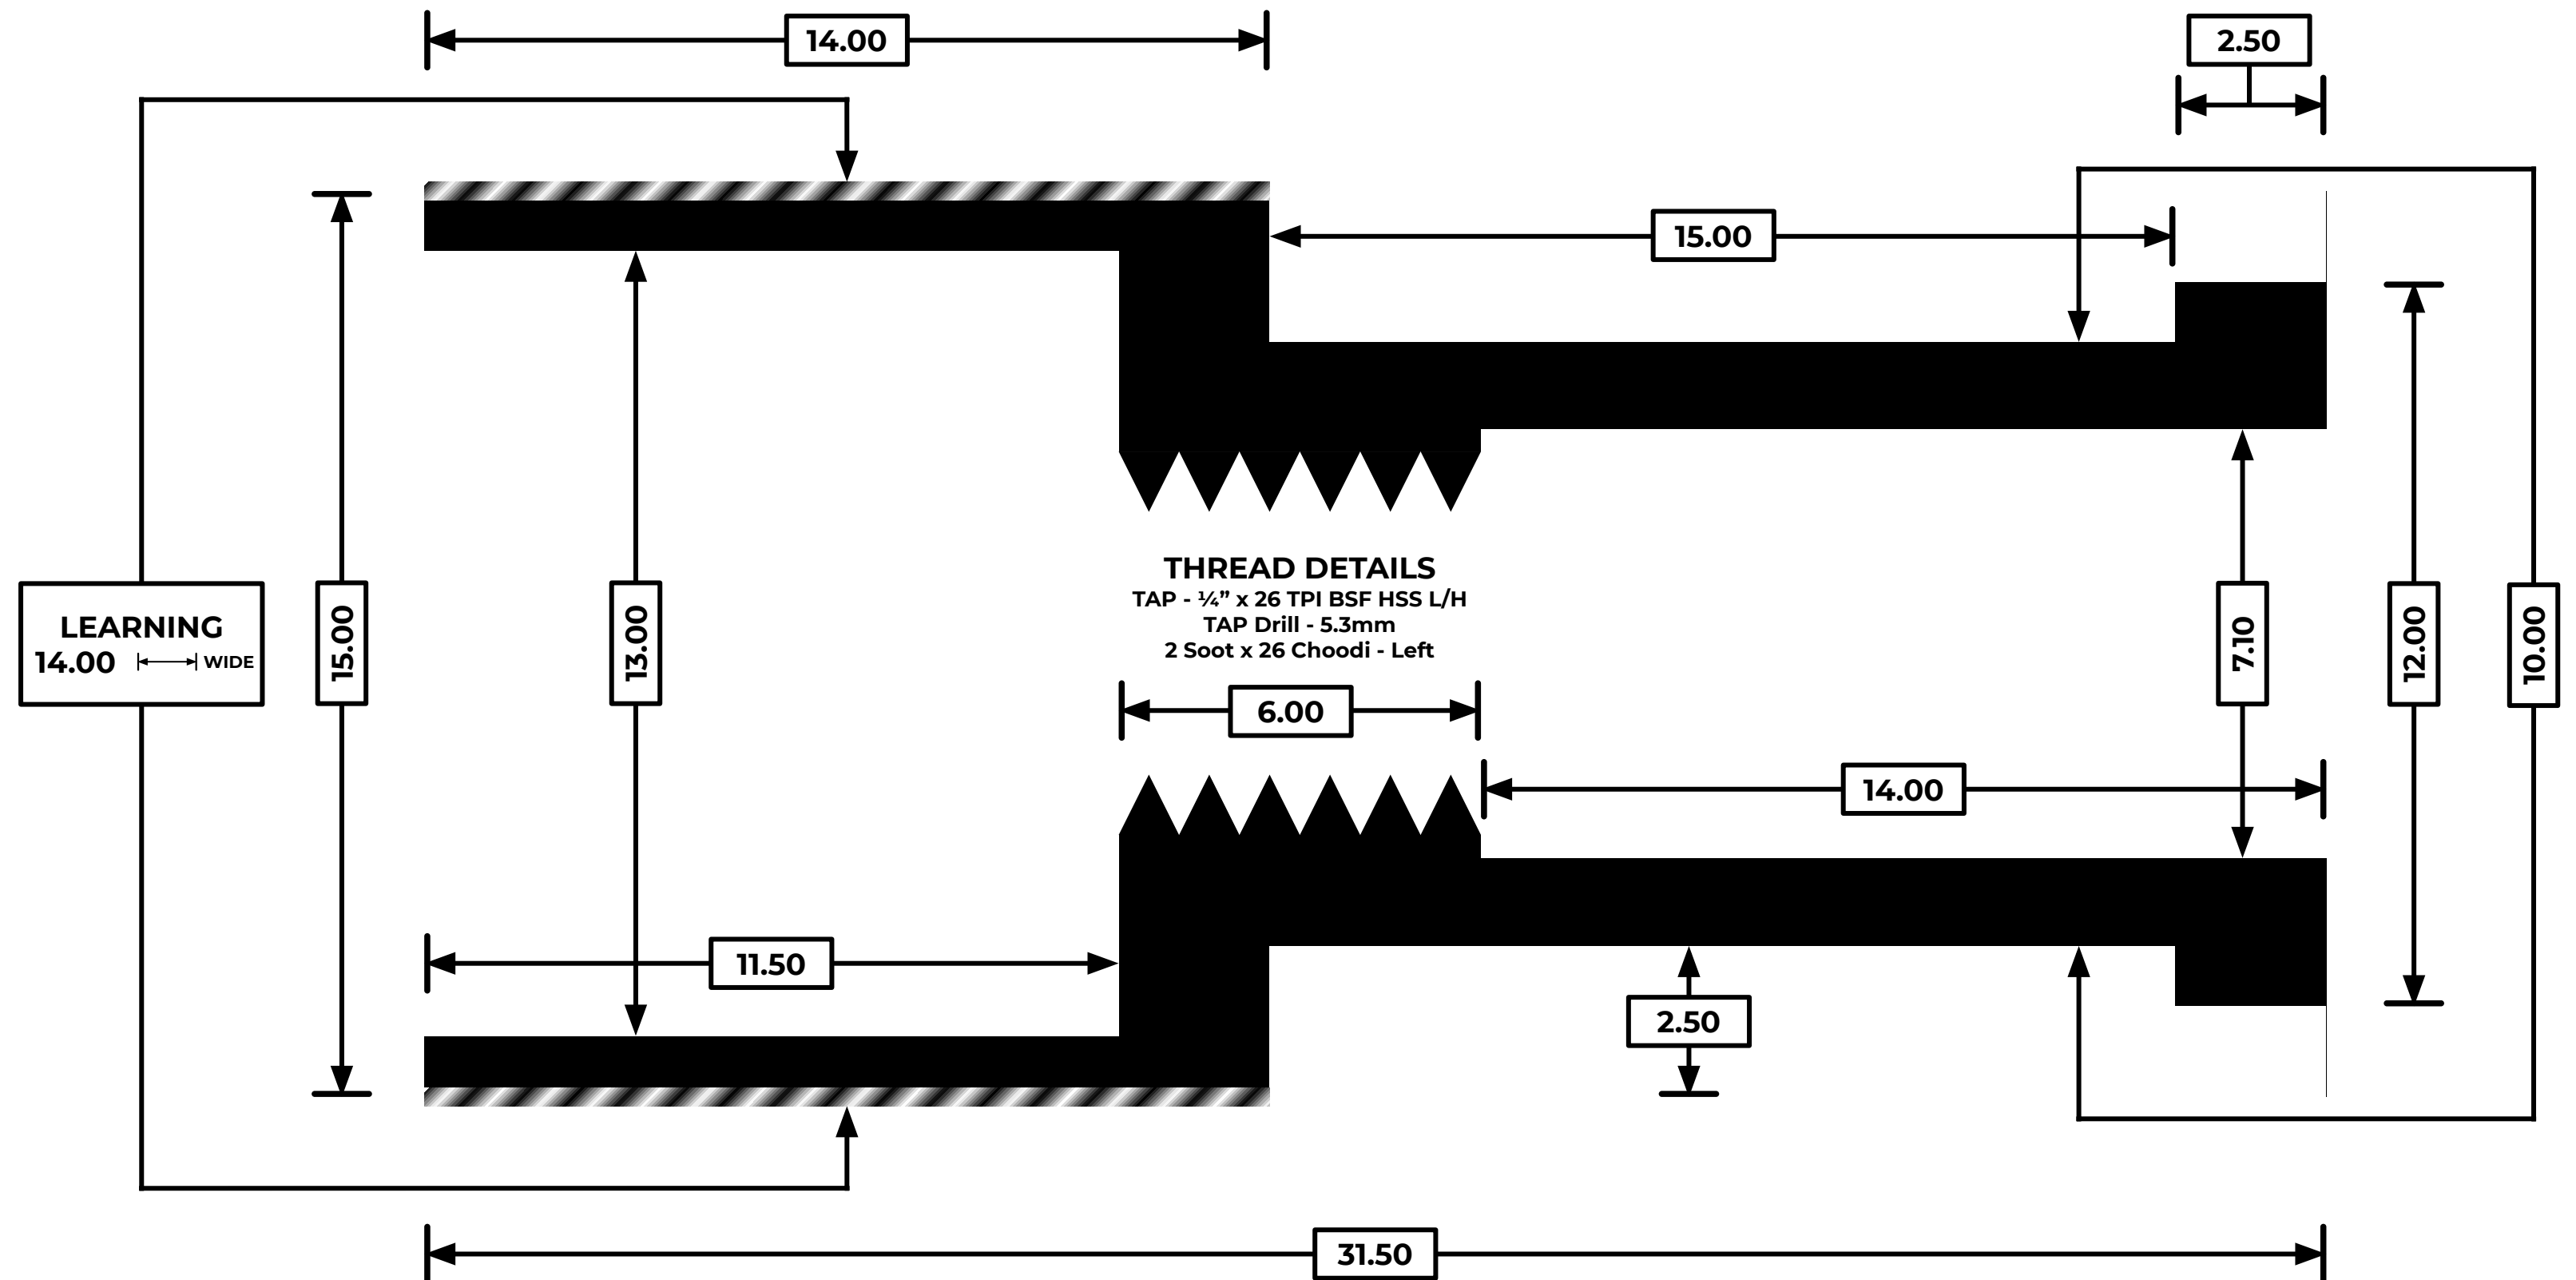 14.00
2.50
15.00
LEARNING
14.00 WIDE
15.00
13.00
THREAD DETAILS
TAP - ¼” x 26 TPI BSF HSS L/H
TAP Drill - 5.3mm
2 Soot x 26 Choodi - Left
7.10
12.00
10.00
6.00
14.00
11.50
2.50
31.50